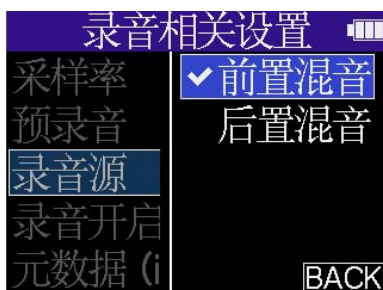 录音相关设置
采样率
预录音
录音源
录音开启
元数据 (i
✔前置混音
后置混音
BACK